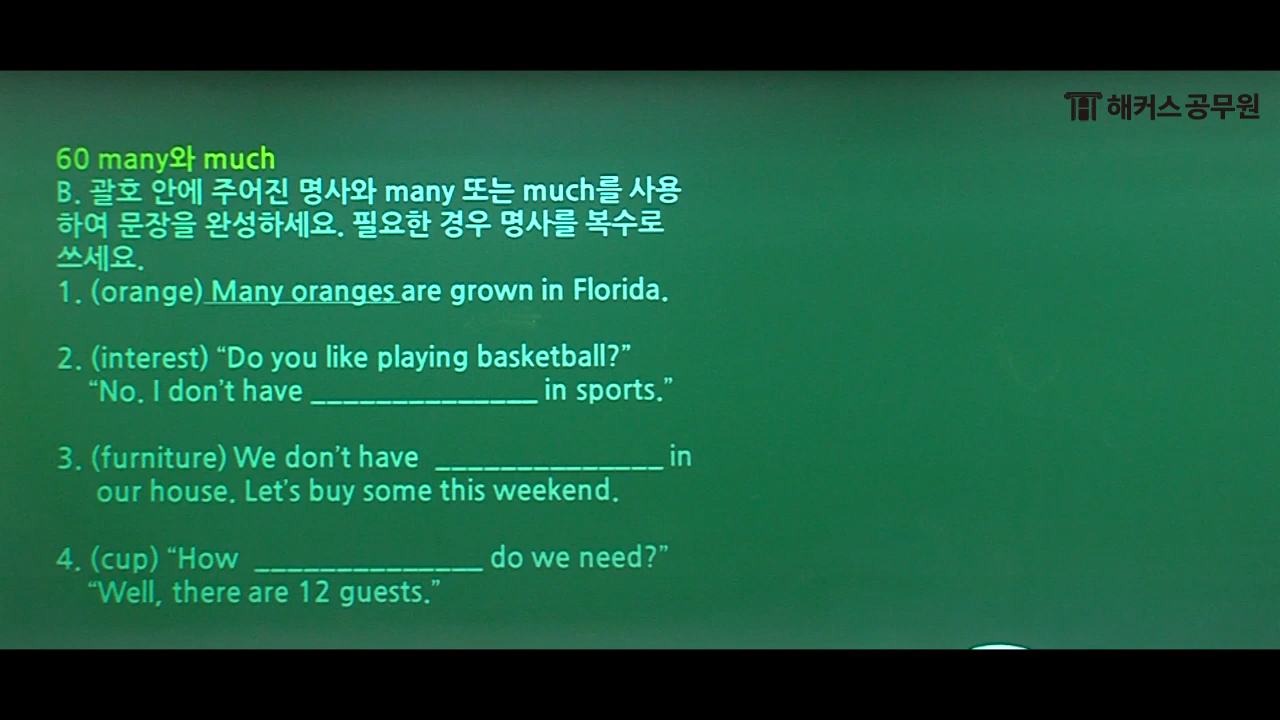 해커스 공무원
60 many와 much
B. 괄호 안에 주어진 명사와 many 또는 much를 사용
하여 문장을 완성하세요. 필요한 경우 명사를 복수로
쓰세요.
1. (orange) Many oranges are grown in Florida.
2. (interest) “Do you like playing basketball?”
“No. I don’t have ______________ in sports.”
3. (furniture) We don’t have ______________ in
our house. Let’s buy some this weekend.
4. (cup) “How ______________ do we need?”
“Well, there are 12 guests.”